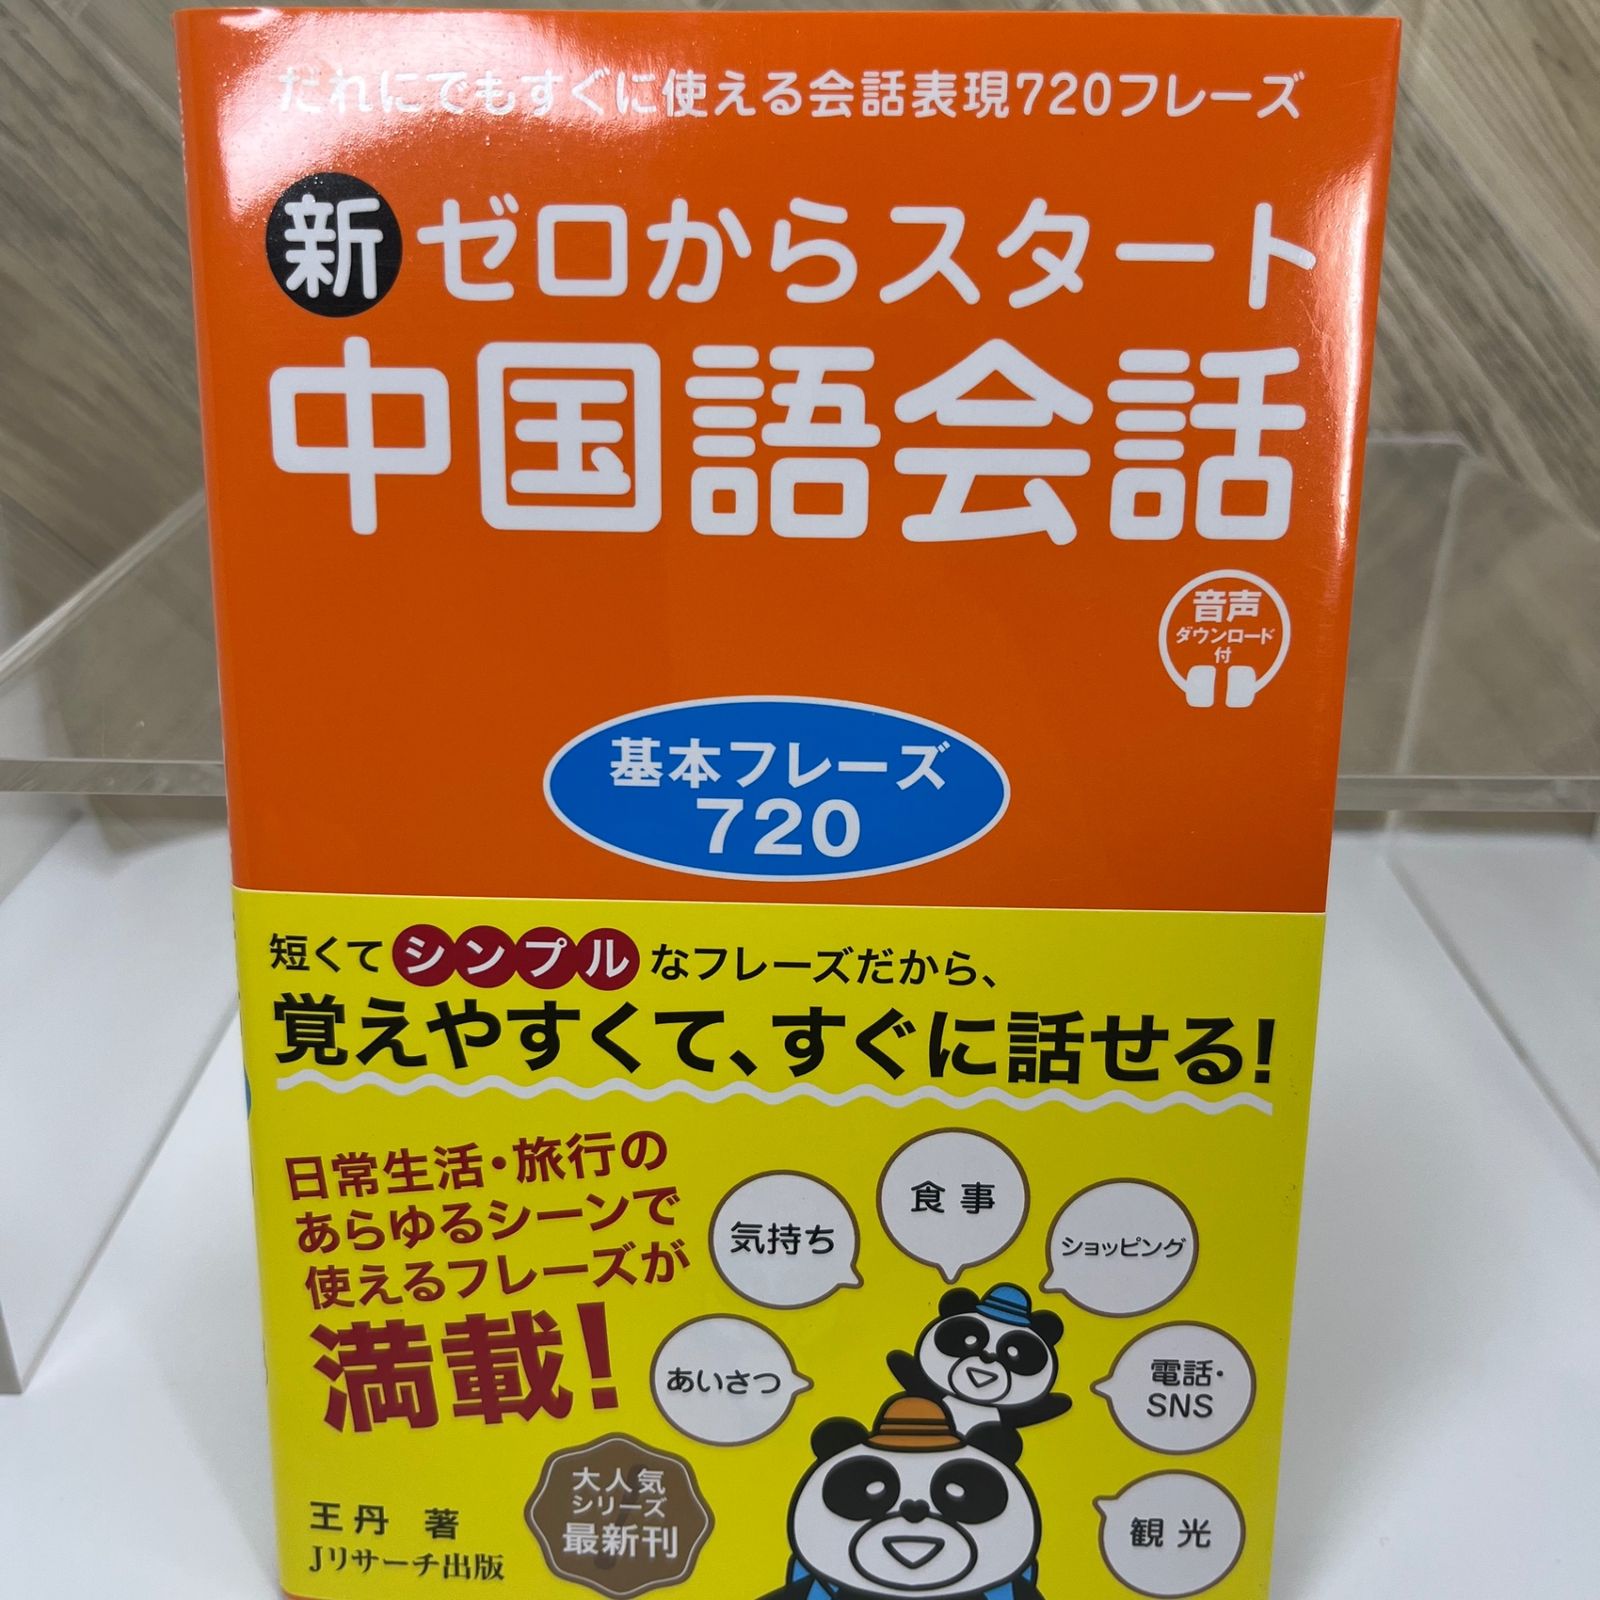 だれにでもすぐに使える会話表現720フレーズ
新 ゼロからスタート
中国語会話
音声
ダウンロード
付
基本フレーズ
720
短くてシンプルなフレーズだから、
覚えやすくて、すぐに話せる!
日常生活・旅行の
あらゆるシーンで
使えるフレーズが
満載!
食事
気持ち
ショッピング
あいさつ
電話・
SNS
観光
大人気
シリーズ
最新刊
王丹 著
Jリサーチ出版